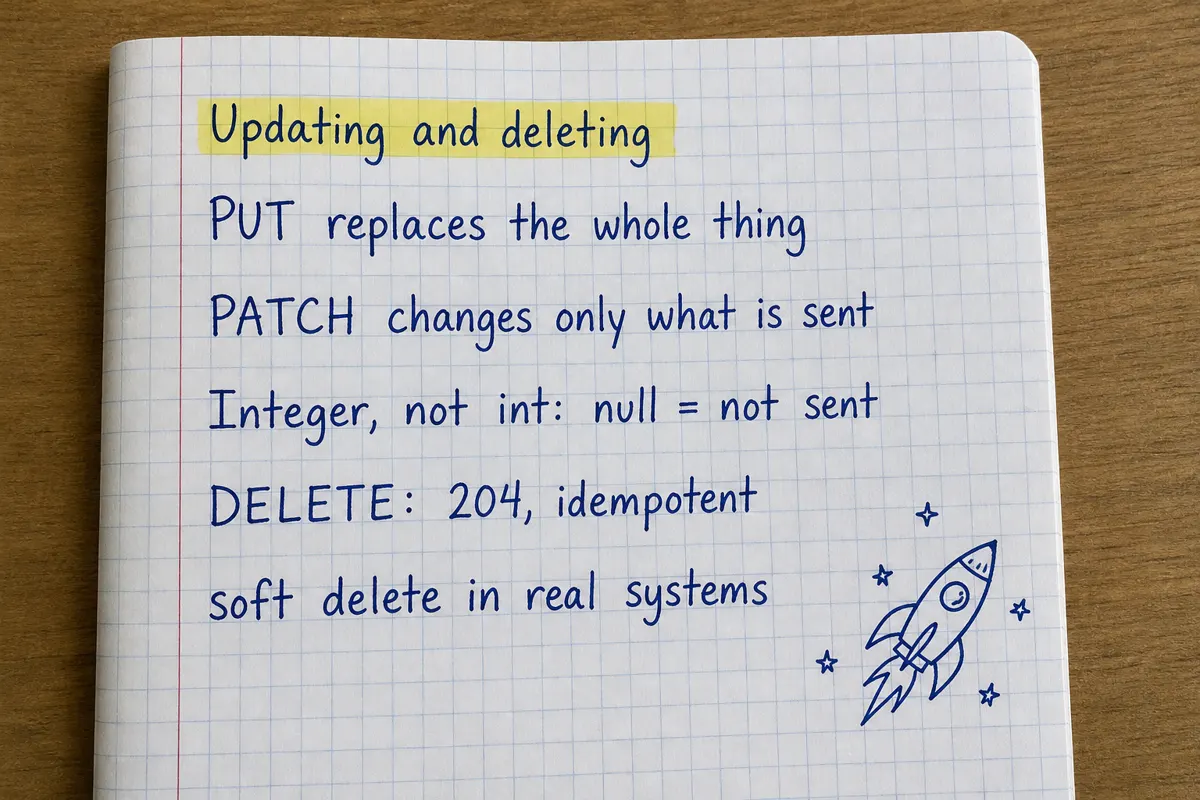 Updating and deleting
PUT replaces the whole thing
PATCH changes only what is sent
Integer, not int: null = not sent
DELETE: 204, idempotent
soft delete in real systems